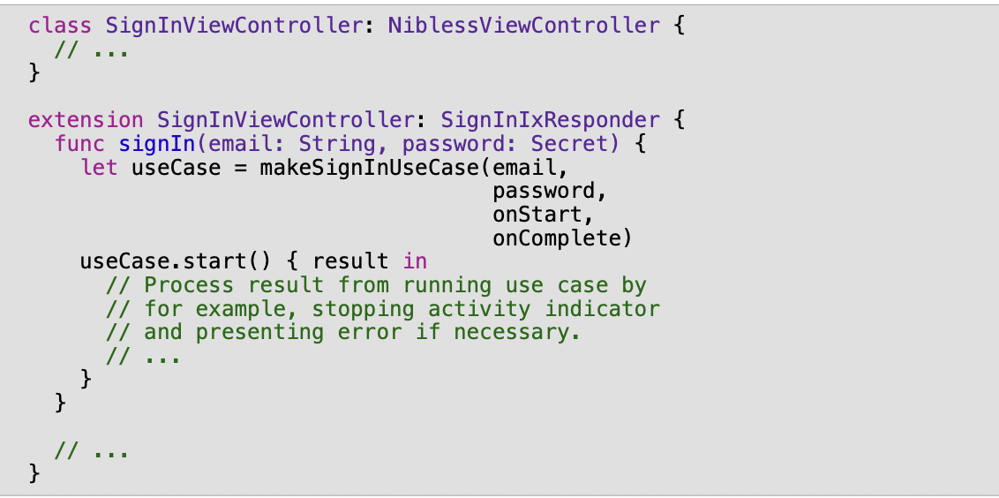 class SignInViewController: NiblessViewController {
  // ...
}

extension SignInViewController: SignInIxResponder {
  func signIn(email: String, password: Secret) {
    let useCase = makeSignInUseCase(email,
                                    password,
                                    onStart,
                                    onComplete)
    useCase.start() { result in
      // Process result from running use case by
      // for example, stopping activity indicator
      // and presenting error if necessary.
      // ...
    }
  }

  // ...
}